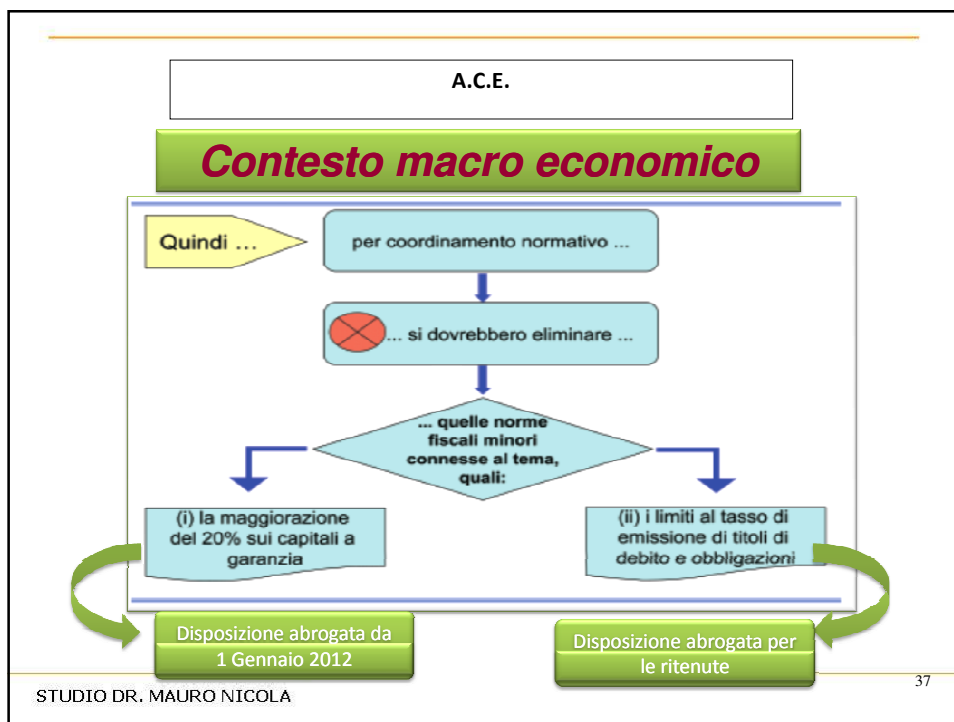 A.C.E.
Contesto macro economico
Quindi ...
per coordinamento normativo ...
... si dovrebbero eliminare ...
... quelle norme
fiscali minori
connesse al tema,
quali:
(i) la maggiorazione
del 20% sui capitali a
garanzia
(ii) i limiti al tasso di
emissione di titoli di
debito e obbligazioni
Disposizione abrogata da
1 Gennaio 2012
Disposizione abrogata per
le ritenute
STUDIO DR. MAURO NICOLA
37